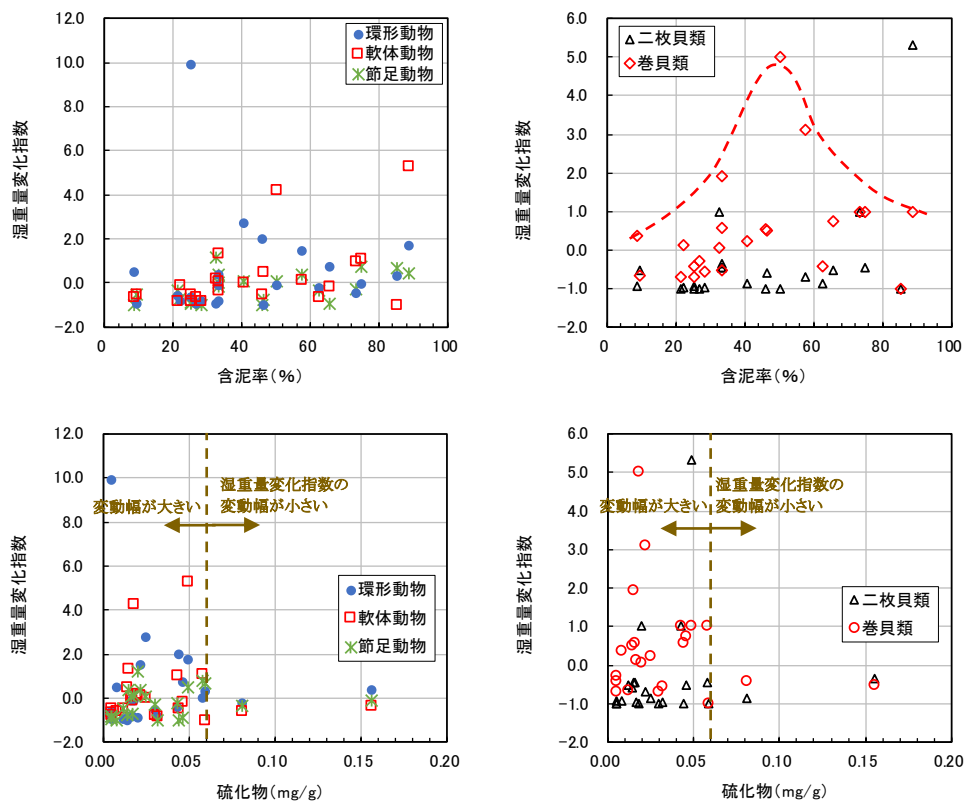 12.0
10.0
8.0
6.0
4.0
2.0
0.0
-2.0
湿重量変化指数
環形動物
軟体動物
節足動物
0 20 40 60 80 100
含泥率(%)
6.0
5.0
4.0
3.0
2.0
1.0
-0.0
-1.0
-2.0
湿重量変化指数
二枚貝類
巻貝類
0 20 40 60 80 100
含泥率(%)
12.0
10.0
8.0
6.0
4.0
2.0
-0.0
-2.0
湿重量変化指数
変動幅が大きい
湿重量変化指数の
変動幅が小さい
環形動物
軟体動物
節足動物
0.00 0.05 0.10 0.15 0.20
硫化物(mg/g)
6.0
5.0
4.0
3.0
2.0
1.0
-0.0
-1.0
-2.0
湿重量変化指数
変動幅が大きい
湿重量変化指数の
変動幅が小さい
二枚貝類
巻貝類
0.00 0.05 0.10 0.15 0.20
硫化物(mg/g)